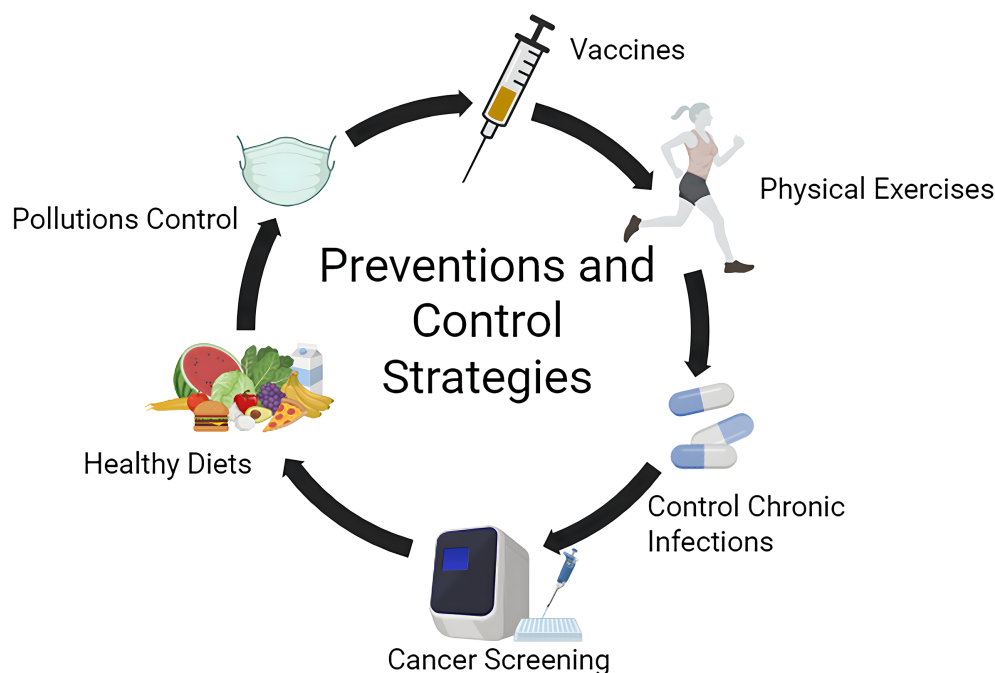 Vaccines
Physical Exercises
Pollutions Control
Preventions and
Control
Strategies
Healthy Diets
Control Chronic
Infections
Cancer Screening